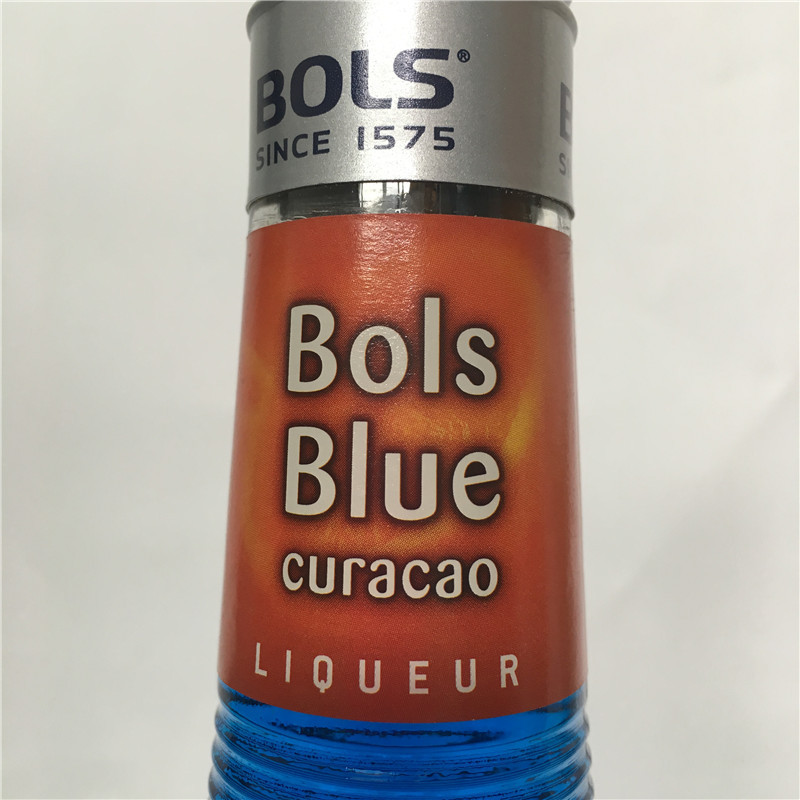 BOLS®
SINCE 1575
Bols
Blue
curacao
LIQUEUR